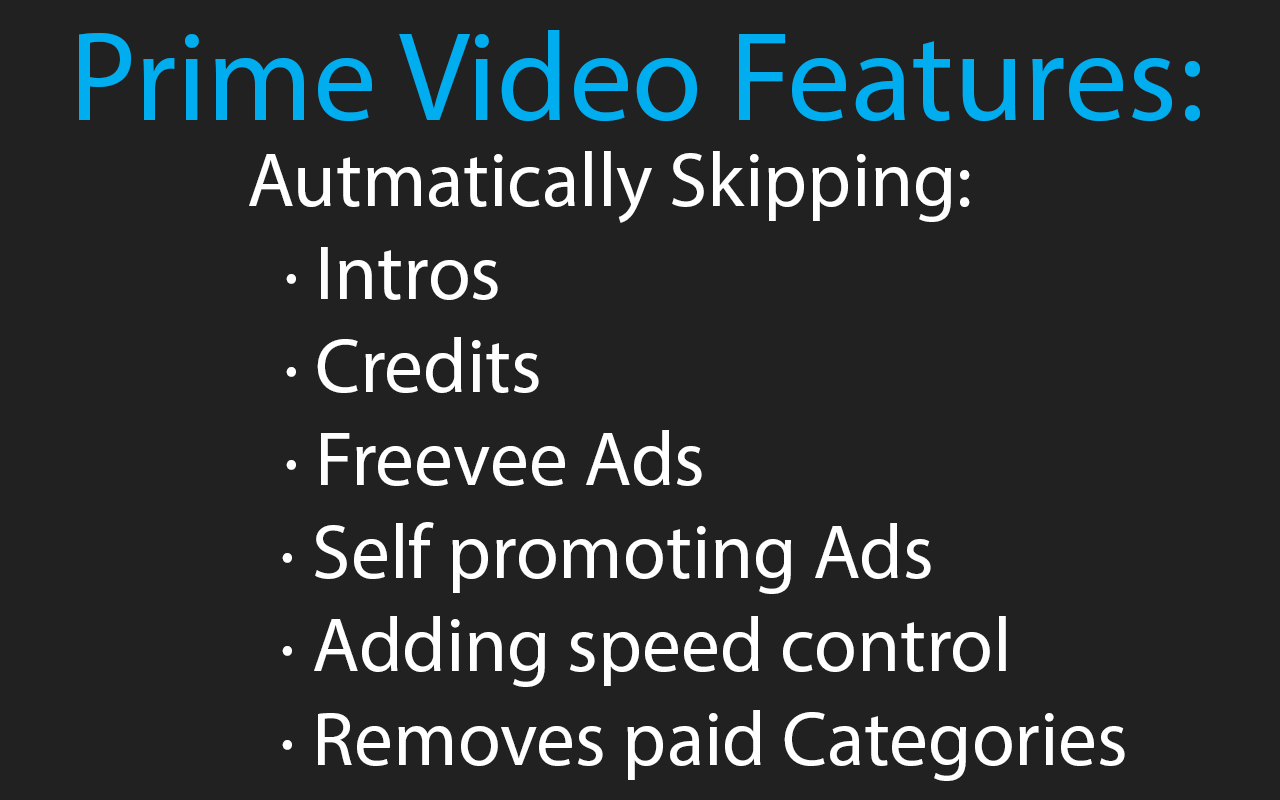 Prime Video Features:
Autmatically Skipping:
· Intros
· Credits
· Freevee Ads
· Self promoting Ads
· Adding speed control
· Removes paid Categories